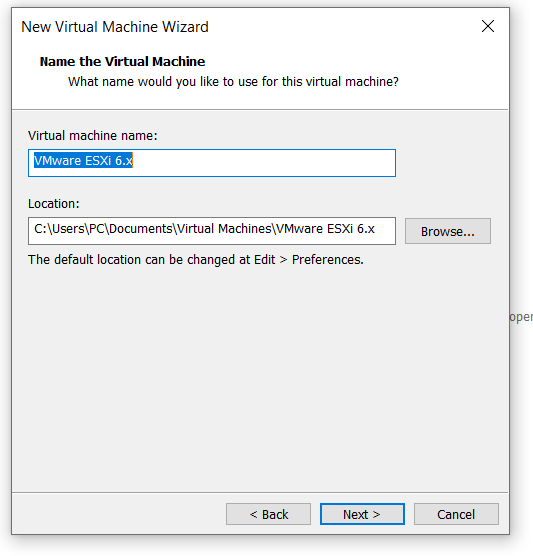 New Virtual Machine Wizard
Name the Virtual Machine
What name would you like to use for this virtual machine?
Virtual machine name:
VMware ESXi 6.x
Location:
C:\Users\PC\Documents\Virtual Machines\VMware ESXi 6.x
Browse...
The default location can be changed at Edit > Preferences.
oper
< Back
Next >
Cancel